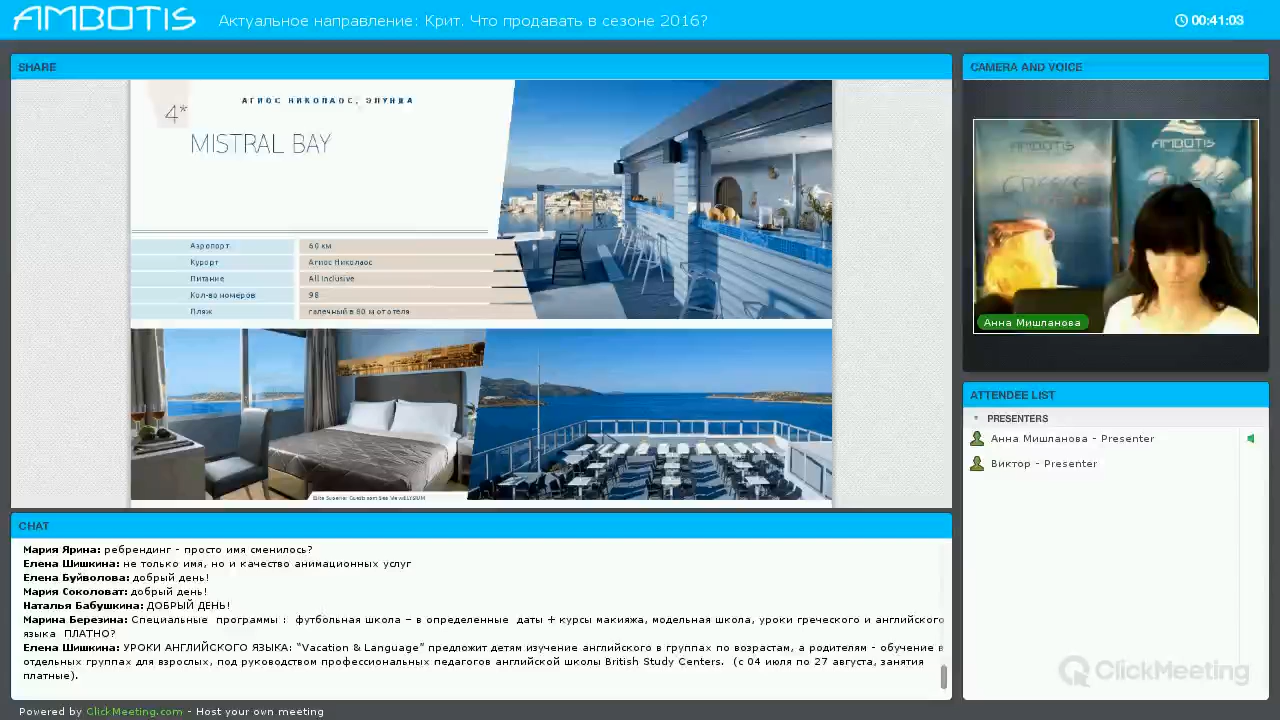 AMBOTIS
Актуальное направление: Крит. Что продавать в сезоне 2016?
00:41:03
SHARE
4*
АГИОС НИКОЛАОС, ЭЛУНДА
MISTRAL BAY
Аэропорт 60 км
Курорт Агиос Николаос
Питание All Inclusive
Кол-во номеров 98
Пляж галечный в 80 м от отеля
CAMERA AND VOICE
AMBOTIS
AMBOTIS
GREECE
Анна Мишланова
ATTENDEE LIST
PRESENTERS
Анна Мишланова - Presenter
Виктор - Presenter
CHAT
Мария Ярина: ребрендинг - просто имя сменилось?
Елена Шишкина: не только имя, но и качество анимационных услуг
Елена Буйволова: добрый день!
Мария Соколоват: добрый день!
Наталья Бабушкина: ДОБРЫЙ ДЕНЬ!
Марина Березина: Специальные программы : футбольная школа – в определенные даты + курсы макияжа, модельная школа, уроки греческого и английского
языка ПЛАТНО?
Елена Шишкина: УРОКИ АНГЛИЙСКОГО ЯЗЫКА: “Vacation & Language” предложит детям изучение английского в группах по возрастам, а родителям - обучение в
отдельных группах для взрослых, под руководством профессиональных педагогов английской школы British Study Centers. (с 04 июля по 27 августа, занятия
платные).
ClickMeeting
Powered by ClickMeeting.com - Host your own meeting